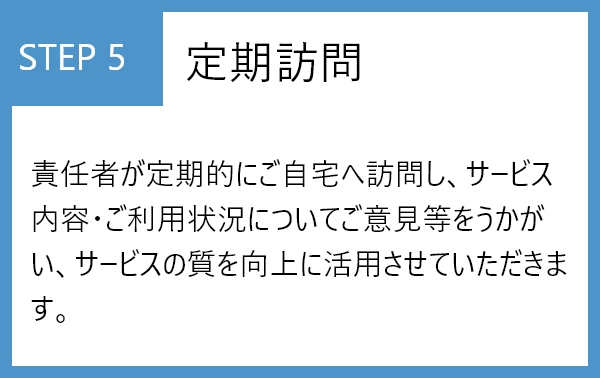 STEP 5
定期訪問
責任者が定期的にご自宅へ訪問し、サービス
内容・ご利用状況についてご意見等をうかが
い、サービスの質を向上に活用させていただきま
す。